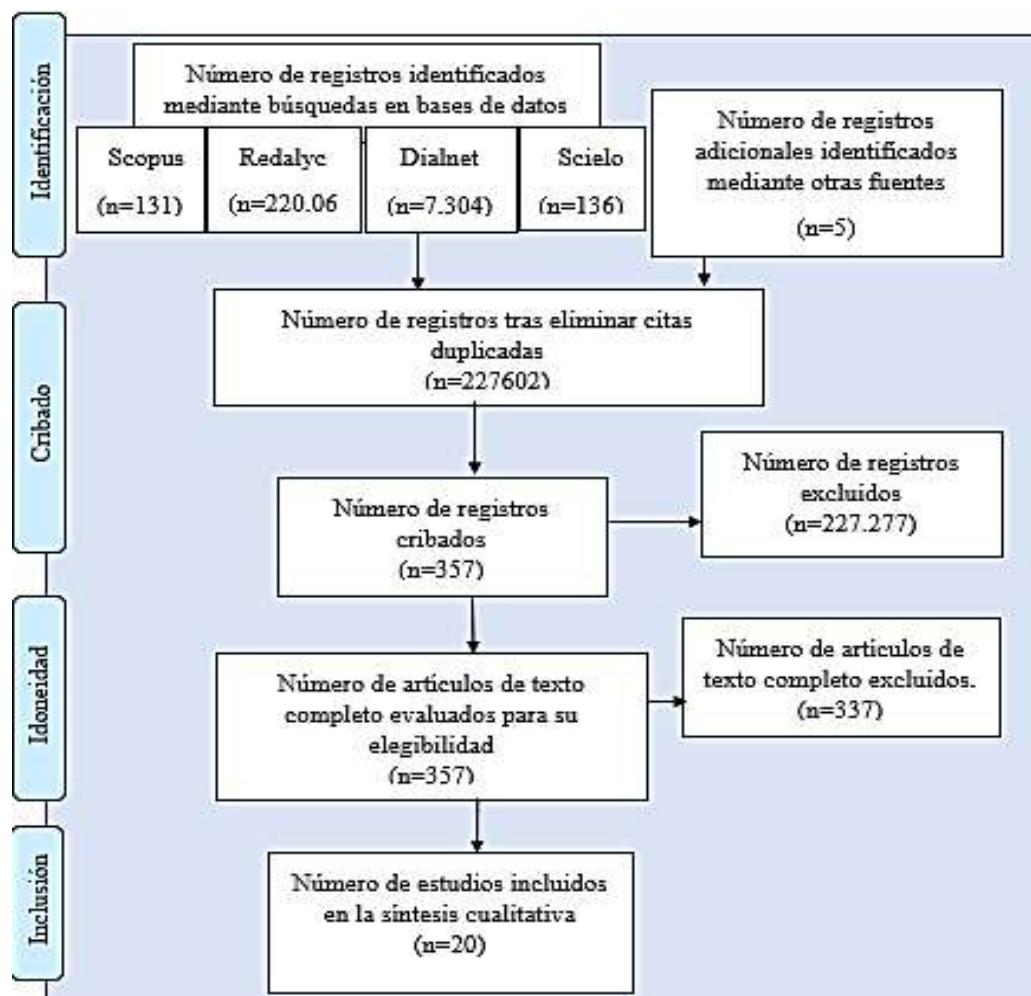 Identificación
Número de registros identificados
mediante búsquedas en bases de datos
Scopus
(n=131)
Redalyc
(n=220.06
Dialnet
(n=7.304)
Scielo
(n=136)
Número de registros
adicionales identificados
mediante otras fuentes
(n=5)
Cribado
Número de registros tras eliminar citas
duplicadas
(n=227602)
Número de registros
cribados
(n=357)
Número de registros
excluidos
(n=227.277)
Idoneidad
Número de artículos de texto
completo evaluados para su
elegibilidad
(n=357)
Número de artículos de
texto completo excluidos.
(n=337)
Inclusión
Número de estudios incluidos
en la síntesis cualitativa
(n=20)